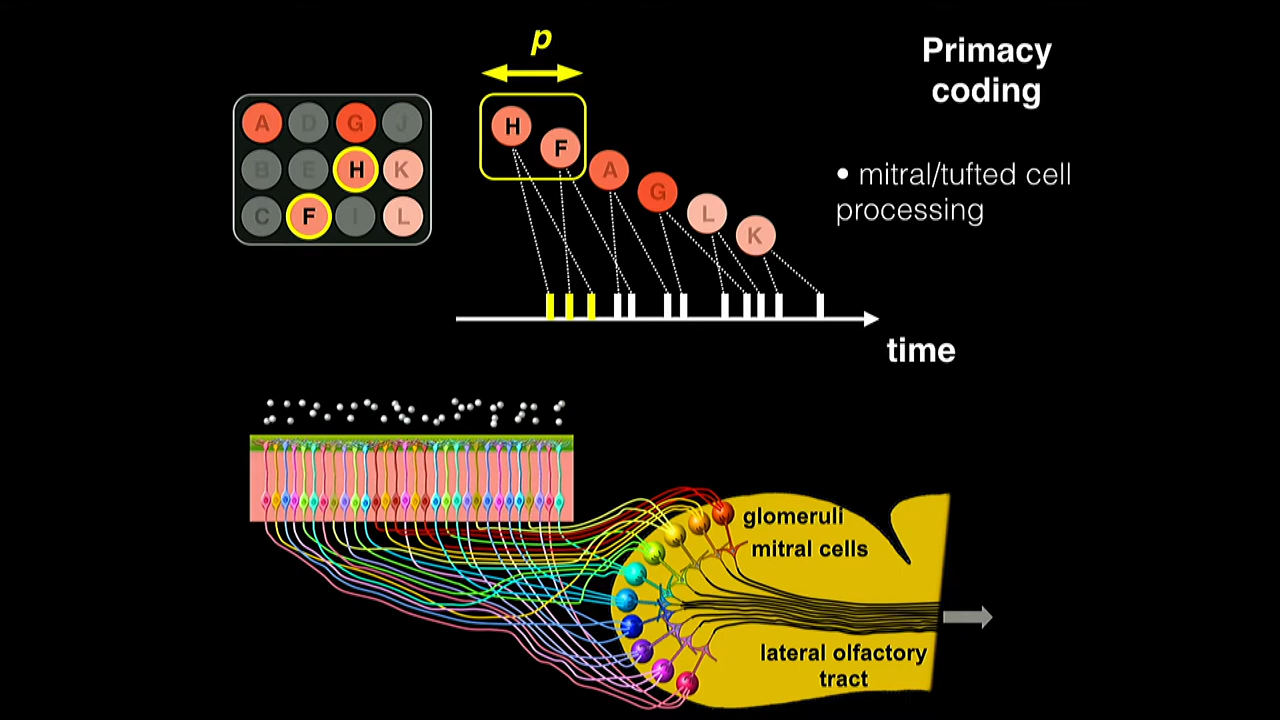 p
Primacy
coding
A D G J
B E H K
C F I L
H
F
A
G
L
K
• mitral/tufted cell
processing
time
glomeruli
mitral cells
lateral olfactory
tract